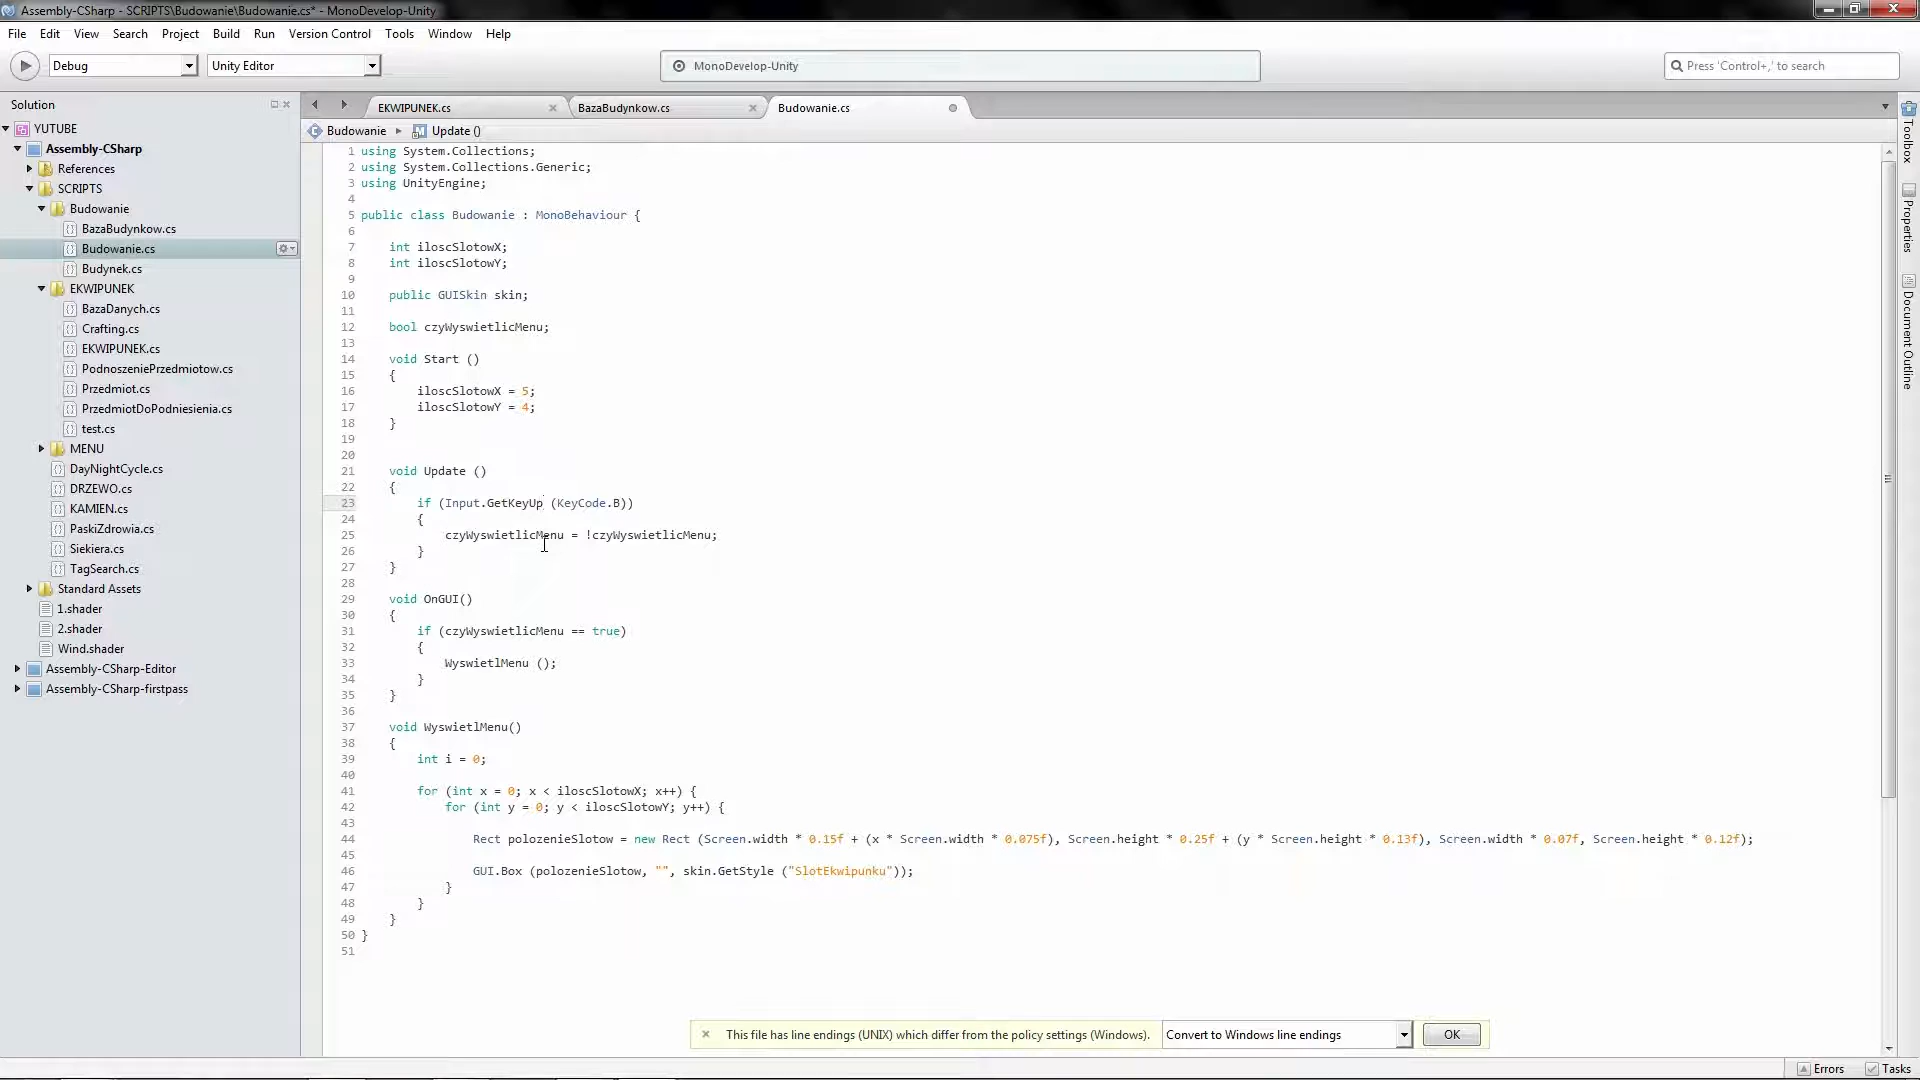 Assembly-CSharp - SCRIPTS\Budowanie\Budowanie.cs* - MonoDevelop-Unity
File Edit View Search Project Build Run Version Control Tools Window Help
Debug Unity Editor MonoDevelop-Unity Press 'Control+,' to search
Solution
YUTUBE
Assembly-CSharp
References
SCRIPTS
Budowanie
BazaBudynkow.cs
Budowanie.cs
Budynek.cs
EKWIPUNEK
BazaDanych.cs
Crafting.cs
EKWIPUNEK.cs
PodnoszeniePrzedmiotow.cs
Przedmiot.cs
PrzedmiotDoPodniesienia.cs
test.cs
MENU
DayNightCycle.cs
DRZEWO.cs
KAMIEN.cs
PaskiZdrowia.cs
Siekiera.cs
TagSearch.cs
Standard Assets
1.shader
2.shader
Wind.shader
Assembly-CSharp-Editor
Assembly-CSharp-firstpass
EKWIPUNEK.cs BazaBudynkow.cs Budowanie.cs
Budowanie Update ()
1 using System.Collections;
2 using System.Collections.Generic;
3 using UnityEngine;
4
5 public class Budowanie : MonoBehaviour {
6
7 int iloscSlotowX;
8 int iloscSlotowY;
9
10 public GUISkin skin;
11
12 bool czyWyswietlicMenu;
13
14 void Start ()
15 {
16 iloscSlotowX = 5;
17 iloscSlotowY = 4;
18 }
19
20
21 void Update ()
22 {
23 if (Input.GetKeyUp (KeyCode.B))
24 {
25 czyWyswietlicMenu = !czyWyswietlicMenu;
26 }
27 }
28
29 void OnGUI()
30 {
31 if (czyWyswietlicMenu == true)
32 {
33 WyswietlMenu ();
34 }
35 }
36
37 void WyswietlMenu()
38 {
39 int i = 0;
40
41 for (int x = 0; x < iloscSlotowX; x++) {
42 for (int y = 0; y < iloscSlotowY; y++) {
43
44 Rect polozenieSlotow = new Rect (Screen.width * 0.15f + (x * Screen.width * 0.075f), Screen.height * 0.25f + (y * Screen.height * 0.13f), Screen.width * 0.07f, Screen.height * 0.12f);
45
46 GUI.Box (polozenieSlotow, "", skin.GetStyle ("SlotEkwipunku"));
47 }
48 }
49 }
50 }
51
This file has line endings (UNIX) which differ from the policy settings (Windows). Convert to Windows line endings OK
Toolbox
Properties
Document Outline
Errors Tasks